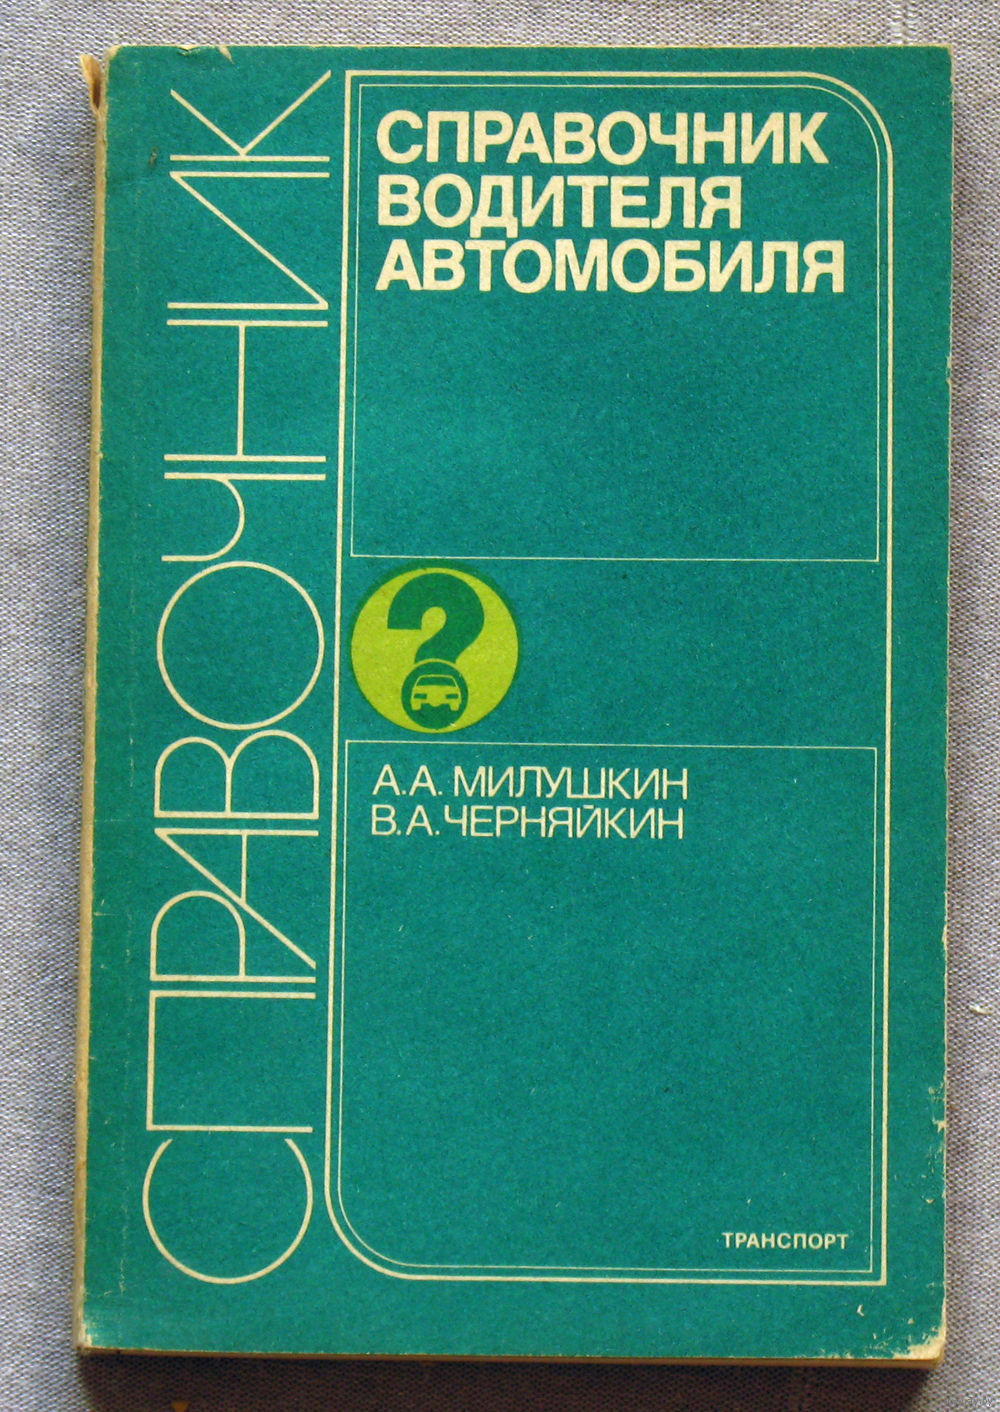 СПРАВОЧНИК
СПРАВОЧНИК
ВОДИТЕЛЯ
АВТОМОБИЛЯ
?
А.А. МИЛУШКИН
В.А. ЧЕРНЯЙКИН
ТРАНСПОРТ